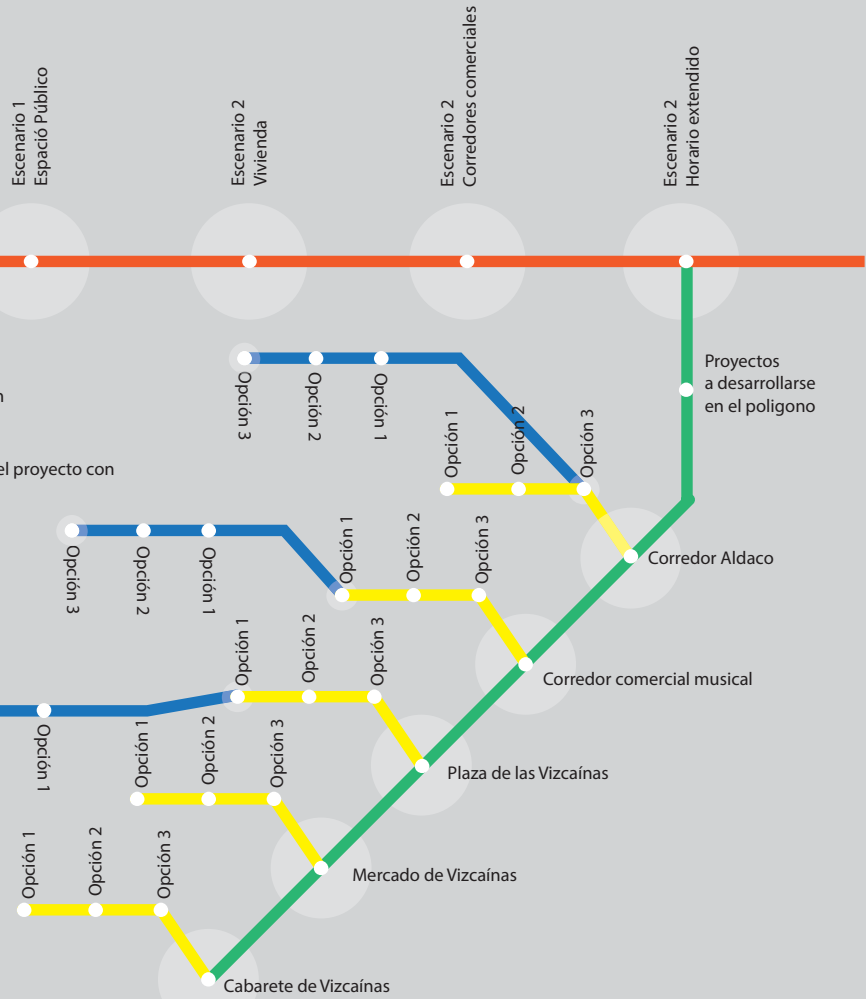 Escenario 1
Espació Público
Escenario 2
Vivienda
Escenario 2
Corredores comerciales
Escenario 2
Horario extendido
Proyectos
a desarrollarse
en el poligono
n
el proyecto con
Opción 3
Opción 2
Opción 1
Opción 1
Opción 2
Opción 3
Corredor Aldaco
Opción 3
Opción 2
Opción 1
Opción 1
Opción 2
Opción 3
Corredor comercial musical
Opción 1
Opción 1
Opción 2
Opción 3
Plaza de las Vizcaínas
Opción 1
Opción 2
Opción 3
Mercado de Vizcaínas
Opción 1
Opción 2
Opción 3
Cabarete de Vizcaínas